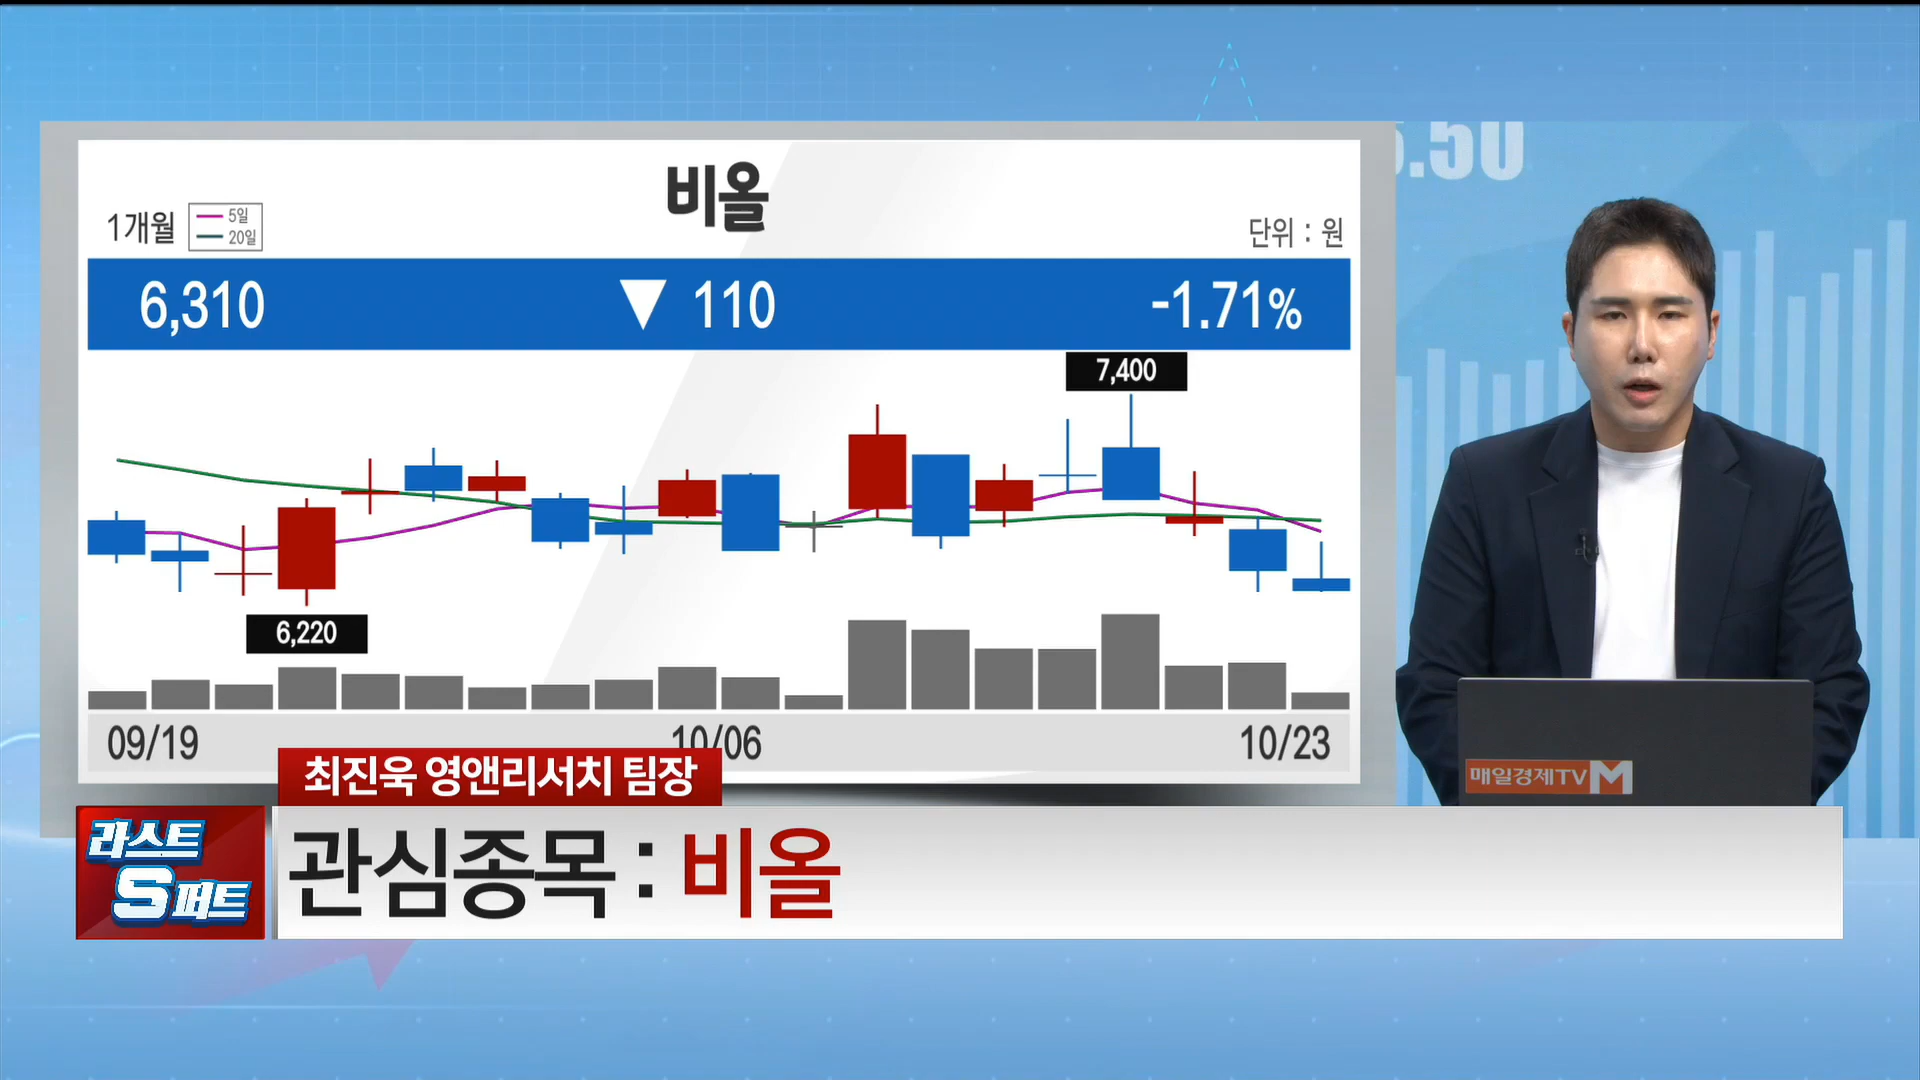 비올
1개월
5일
20일
단위 : 원
6,310 ▼ 110 -1.71%
7,400
6,220
09/19 10/06 10/23
.50
최진욱 영앤리서치 팀장
라스트
S퍼트
관심종목 : 비올
매일경제TV M